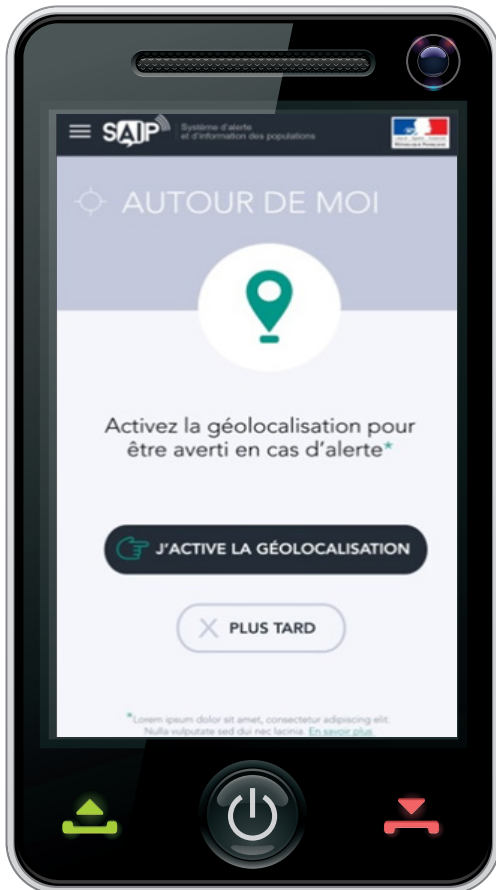 SAIP
Système d'alerte
et d'information des populations
RÉPUBLIQUE FRANÇAISE
AUTOUR DE MOI
Activez la géolocalisation pour
être averti en cas d'alerte*
J'ACTIVE LA GÉOLOCALISATION
PLUS TARD
*Lorem ipsum dolor sit amet, consectetur adipiscing elit.
Nulla vulputate sed dui nec lacinia. En savoir plus